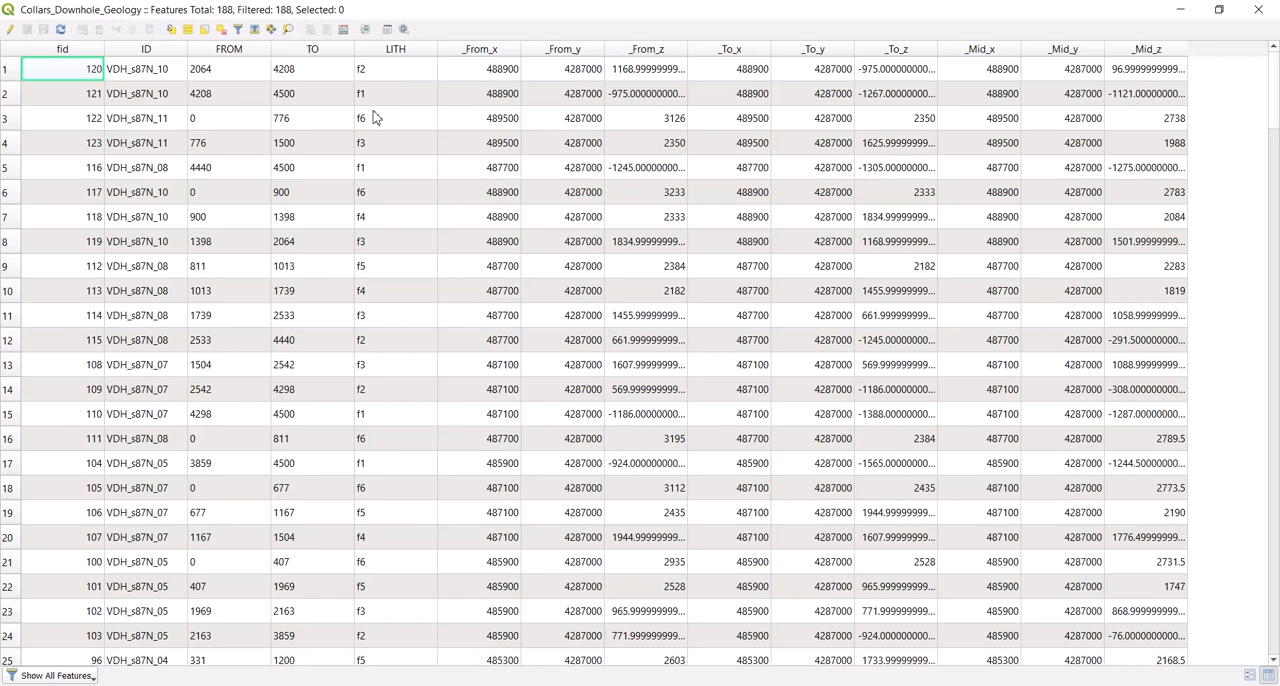 Collars_Downhole_Geology :: Features Total: 188, Filtered: 188, Selected: 0
fid ID FROM TO LITH _From_x _From_y _From_z _To_x _To_y _To_z _Mid_x _Mid_y _Mid_z
1 120 VDH_s87N_10 2064 4208 f2 488900 4287000 1168.99999999... 488900 4287000 -975.000000000... 488900 4287000 96.9999999999...
2 121 VDH_s87N_10 4208 4500 f1 488900 4287000 -975.000000000... 488900 4287000 -1267.00000000... 488900 4287000 -1121.00000000...
3 122 VDH_s87N_11 0 776 f6 489500 4287000 3126 489500 4287000 2350 489500 4287000 2738
4 123 VDH_s87N_11 776 1500 f3 489500 4287000 2350 489500 4287000 1625.99999999... 489500 4287000 1988
5 116 VDH_s87N_08 4440 4500 f1 487700 4287000 -1245.00000000... 487700 4287000 -1305.00000000... 487700 4287000 -1275.00000000...
6 117 VDH_s87N_10 0 900 f6 488900 4287000 3233 488900 4287000 2333 488900 4287000 2783
7 118 VDH_s87N_10 900 1398 f4 488900 4287000 2333 488900 4287000 1834.99999999... 488900 4287000 2084
8 119 VDH_s87N_10 1398 2064 f3 488900 4287000 1834.99999999... 488900 4287000 1168.99999999... 488900 4287000 1501.99999999...
9 112 VDH_s87N_08 811 1013 f5 487700 4287000 2384 487700 4287000 2182 487700 4287000 2283
10 113 VDH_s87N_08 1013 1739 f4 487700 4287000 2182 487700 4287000 1455.99999999... 487700 4287000 1819
11 114 VDH_s87N_08 1739 2533 f3 487700 4287000 1455.99999999... 487700 4287000 661.999999999... 487700 4287000 1058.99999999...
12 115 VDH_s87N_08 2533 4440 f2 487700 4287000 661.999999999... 487700 4287000 -1245.00000000... 487700 4287000 -291.500000000...
13 108 VDH_s87N_07 1504 2542 f3 487100 4287000 1607.99999999... 487100 4287000 569.999999999... 487100 4287000 1088.99999999...
14 109 VDH_s87N_07 2542 4298 f2 487100 4287000 569.999999999... 487100 4287000 -1186.00000000... 487100 4287000 -308.000000000...
15 110 VDH_s87N_07 4298 4500 f1 487100 4287000 -1186.00000000... 487100 4287000 -1388.00000000... 487100 4287000 -1287.00000000...
16 111 VDH_s87N_08 0 811 f6 487700 4287000 3195 487700 4287000 2384 487700 4287000 2789.5
17 104 VDH_s87N_05 3859 4500 f1 485900 4287000 -924.000000000... 485900 4287000 -1565.00000000... 485900 4287000 -1244.50000000...
18 105 VDH_s87N_07 0 677 f6 487100 4287000 3112 487100 4287000 2435 487100 4287000 2773.5
19 106 VDH_s87N_07 677 1167 f5 487100 4287000 2435 487100 4287000 1944.99999999... 487100 4287000 2190
20 107 VDH_s87N_07 1167 1504 f4 487100 4287000 1944.99999999... 487100 4287000 1607.99999999... 487100 4287000 1776.49999999...
21 100 VDH_s87N_05 0 407 f6 485900 4287000 2935 485900 4287000 2528 485900 4287000 2731.5
22 101 VDH_s87N_05 407 1969 f5 485900 4287000 2528 485900 4287000 965.999999999... 485900 4287000 1747
23 102 VDH_s87N_05 1969 2163 f3 485900 4287000 965.999999999... 485900 4287000 771.999999999... 485900 4287000 868.999999999...
24 103 VDH_s87N_05 2163 3859 f2 485900 4287000 771.999999999... 485900 4287000 -924.000000000... 485900 4287000 -76.0000000000...
25 96 VDH_s87N_04 331 1200 f5 485300 4287000 2603 485300 4287000 1733.99999999... 485300 4287000 2168.5
Show All Features